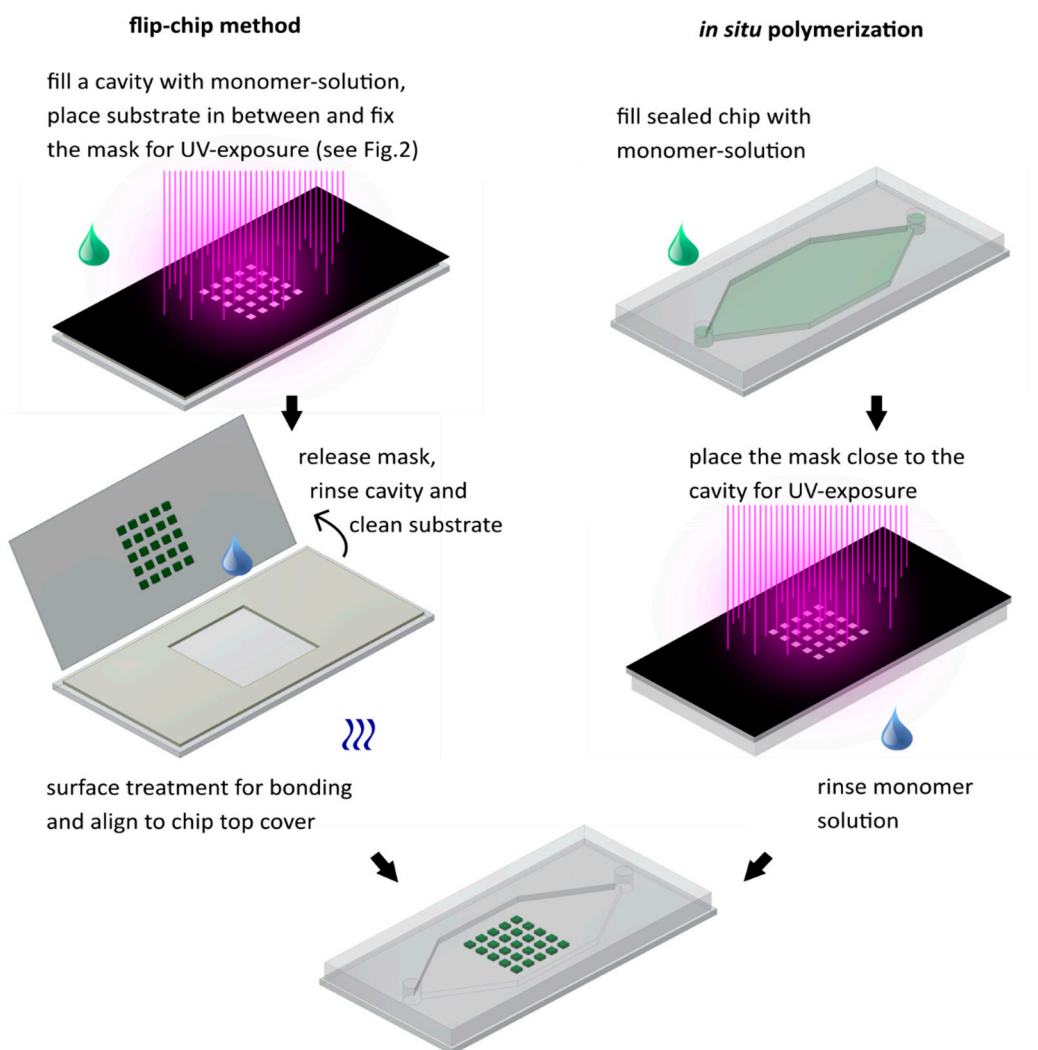 flip-chip method
fill a cavity with monomer-solution,
place substrate in between and fix
the mask for UV-exposure (see Fig.2)
release mask,
rinse cavity and
clean substrate
surface treatment for bonding
and align to chip top cover
in situ polymerization
fill sealed chip with
monomer-solution
place the mask close to the
cavity for UV-exposure
rinse monomer
solution